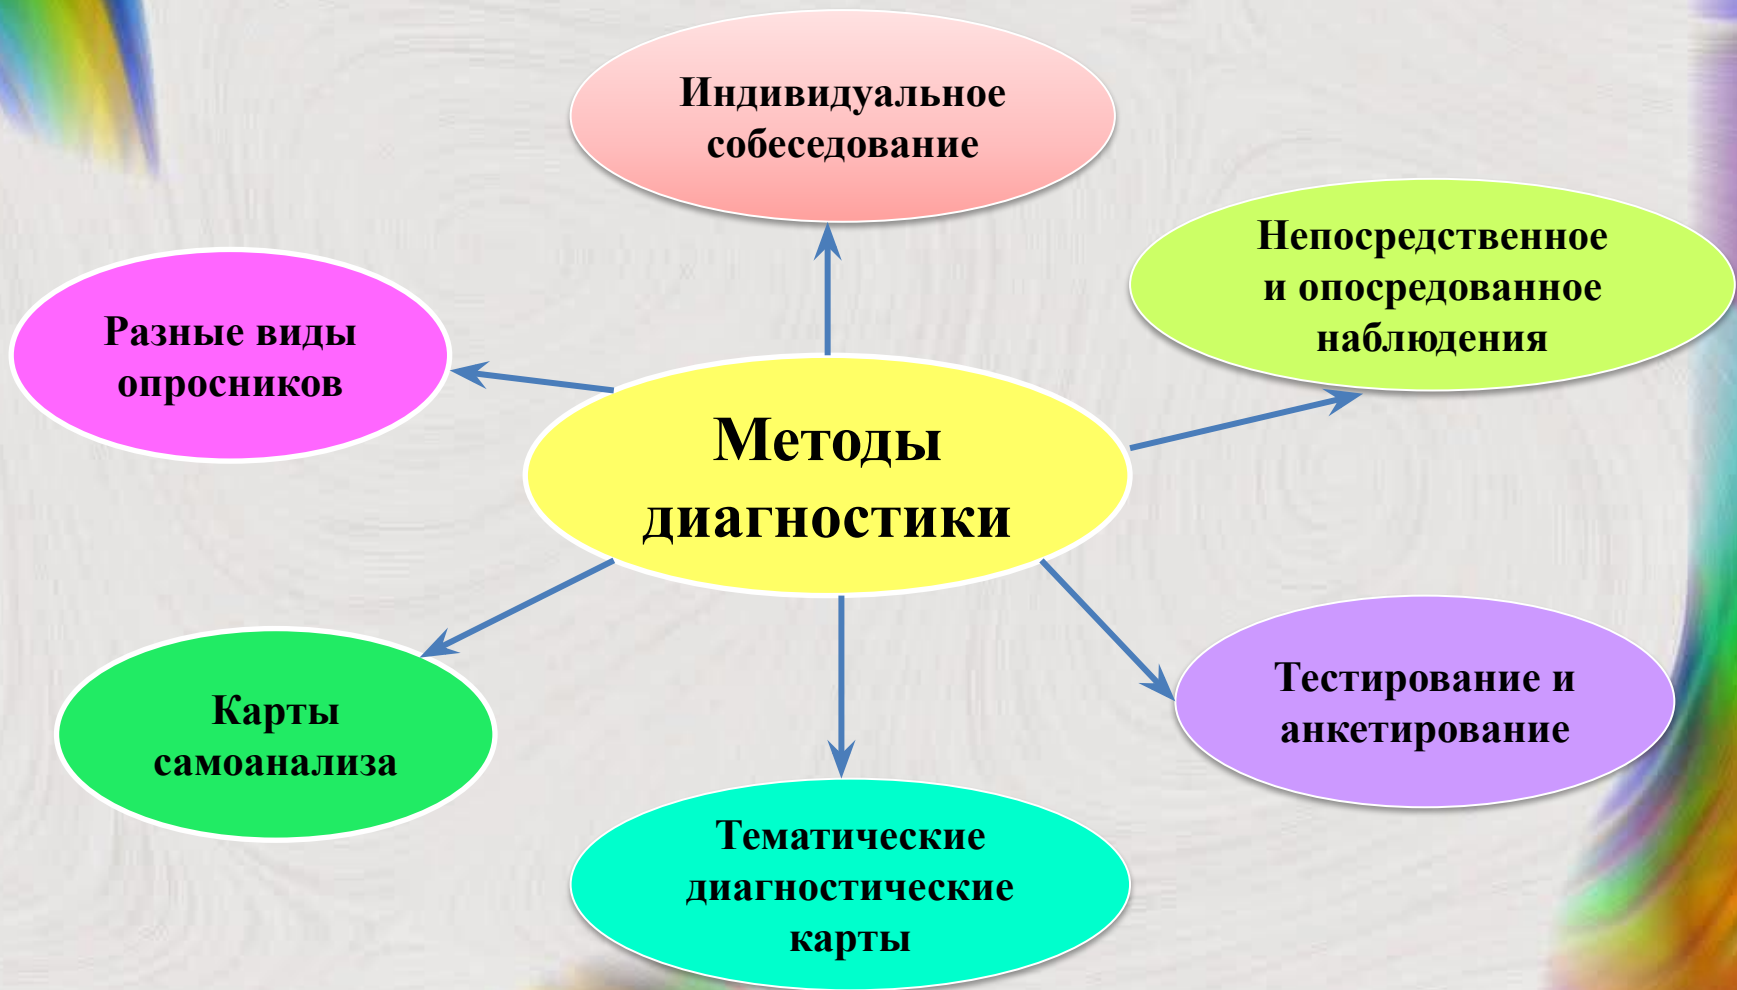 Индивидуальное
собеседование
Непосредственное
и опосредованное
наблюдения
Разные виды
опросников
Методы
диагностики
Тестирование и
анкетирование
Карты
самоанализа
Тематические
диагностические
карты